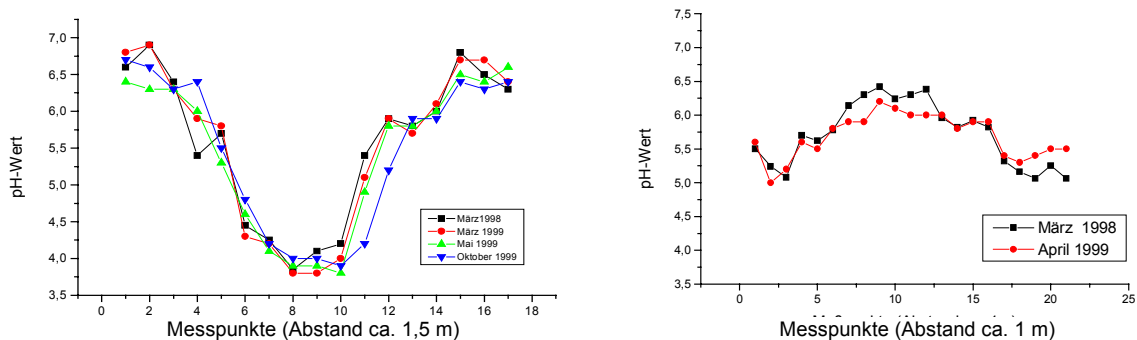 7,0
6,5
6,0
5,5
5,0
4,5
4,0
3,5
pH-Wert
0 2 4 6 8 10 12 14 16 18
Messpunkte (Abstand ca. 1,5 m)
März1998
März 1999
Mai 1999
Oktober 1999
7,5
7,0
6,5
6,0
5,5
5,0
4,5
4,0
3,5
pH-Wert
0 5 10 15 20 25
Messpunkte (Abstand ca. 1 m)
März 1998
April 1999